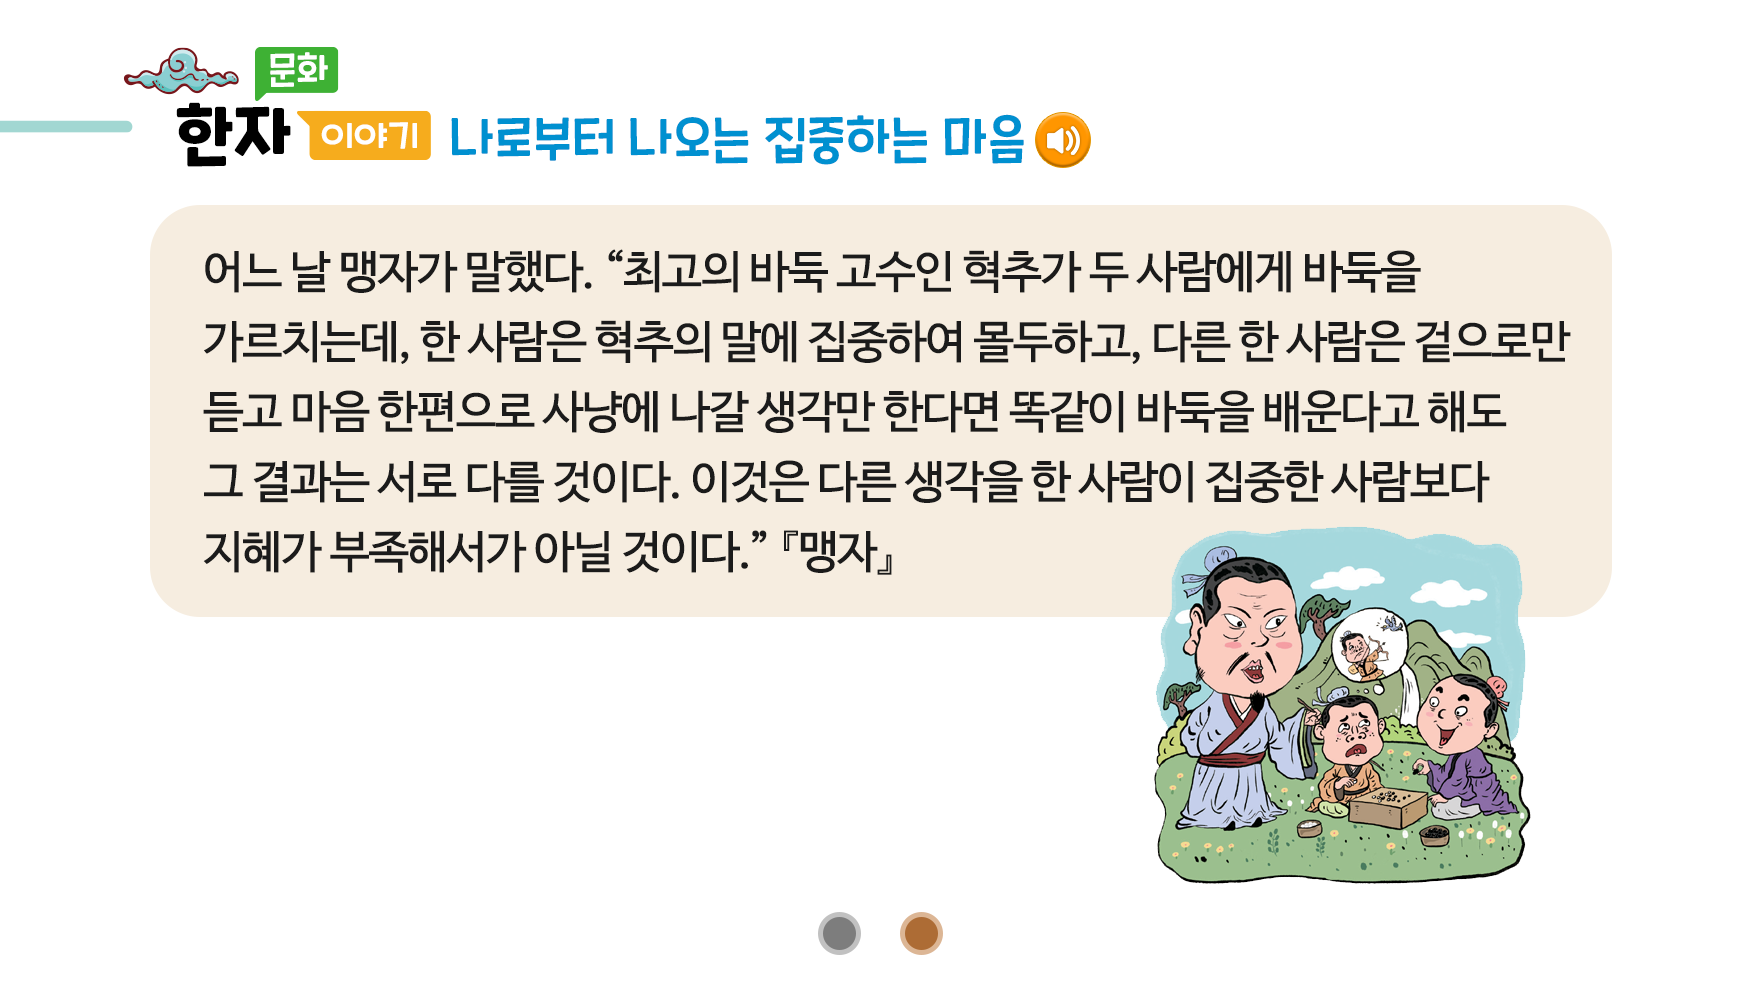 문화
한자 이야기 나로부터 나오는 집중하는 마음
어느 날 맹자가 말했다. “최고의 바둑 고수인 혁추가 두 사람에게 바둑을
가르치는데, 한 사람은 혁추의 말에 집중하여 몰두하고, 다른 한 사람은 겉으로만
듣고 마음 한편으로 사냥에 나갈 생각만 한다면 똑같이 바둑을 배운다고 해도
그 결과는 서로 다를 것이다. 이것은 다른 생각을 한 사람이 집중한 사람보다
지혜가 부족해서가 아닐 것이다.”『맹자』